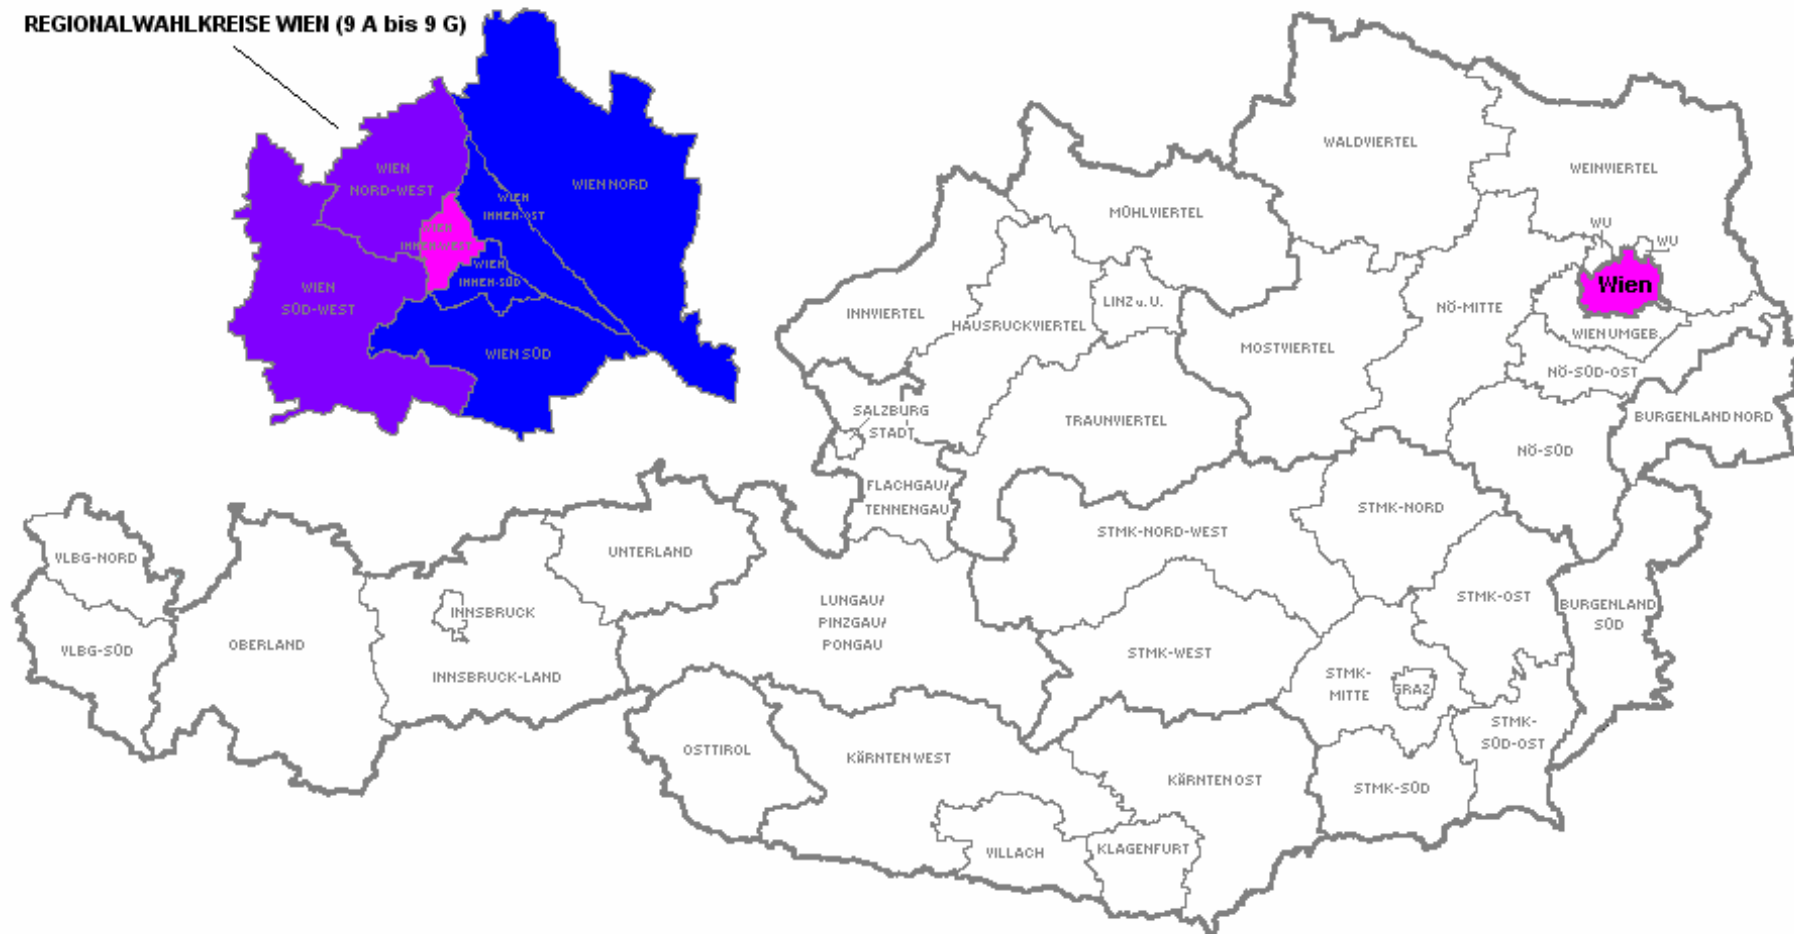 REGIONALWAHLKREISE WIEN (9 A bis 9 G)
WIEN
NORD-WEST
WIEN NORD
WIEN
INNEN-OST
WIEN
INNEN-WEST
WIEN
INNEN-SÜD
WIEN
SÜD-WEST
WIEN SÜD
WALDVIERTEL
WEINVIERTEL
MÜHLVIERTEL
WU
WU
Wien
INNVIERTEL
HAUSRUCKVIERTEL
LINZ u. U.
NÖ-MITTE
MOSTVIERTEL
WIEN UMGEB.
NÖ-SÜD-OST
SALZBURG
STADT
TRAUNVIERTEL
BURGENLAND NORD
NÖ-SÜD
FLACHGAU/
TENNENGAU
STMK-NORD-WEST
STMK-NORD
VLBG-NORD
UNTERLAND
INNSBRUCK
LUNGAU/
PINZGAU/
PONGAU
STMK-OST
BURGENLAND
SÜD
VLBG-SÜD
OBERLAND
INNSBRUCK-LAND
STMK-WEST
STMK-
MITTE
GRAZ
OSTTIROL
KÄRNTEN WEST
KÄRNTEN OST
STMK-
SÜD-OST
STMK-SÜD
VILLACH
KLAGENFURT